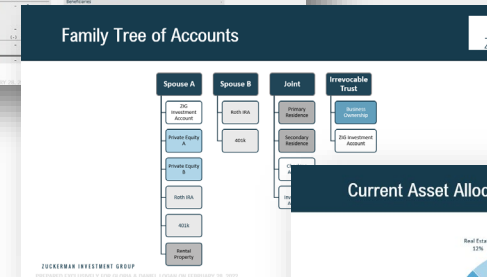 Beneficiaries
Family Tree of Accounts
Spouse A
Spouse B
Joint
Irrevocable
Trust
ZIG
Investment
Account
Roth IRA
Primary
Residence
Business
Ownership
Private Equity
A
401k
Secondary
Residence
ZIG Investment
Account
Private Equity
B
Roth IRA
401k
Rental
Property
Current Asset Alloc
Real Esta
12%
ZUCKERMAN INVESTMENT GROUP